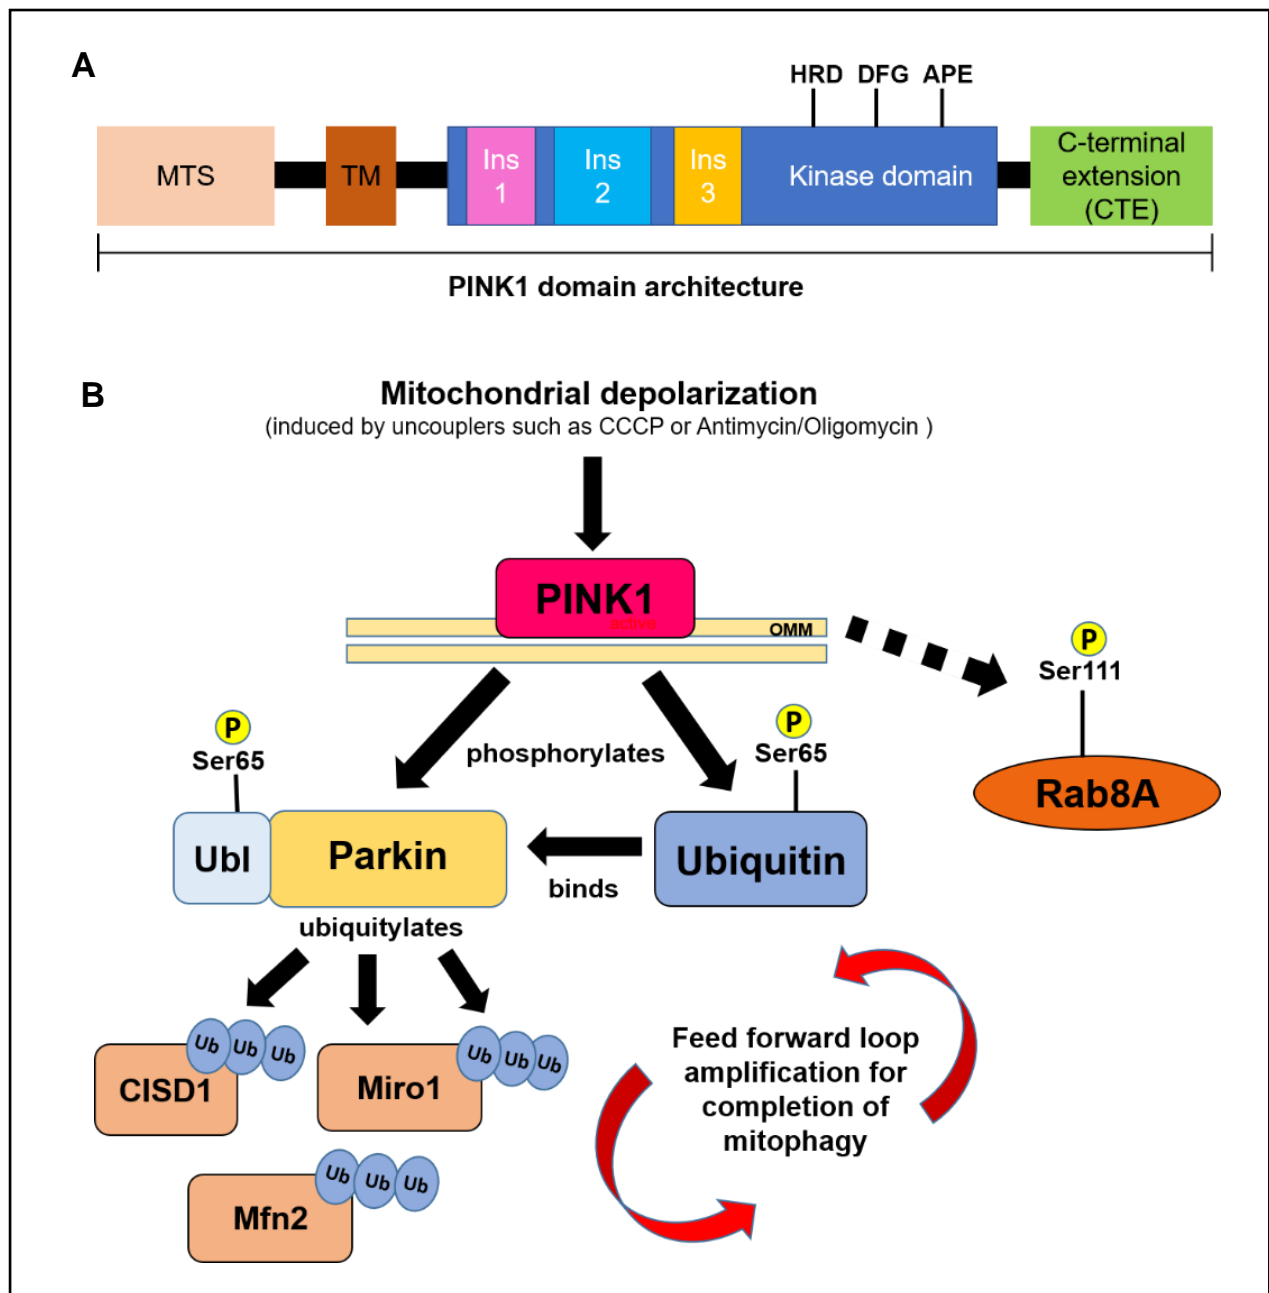 A
HRD DFG APE
MTS
TM
Ins
1
Ins
2
Ins
3
Kinase domain
C-terminal
extension
(CTE)
PINK1 domain architecture
B
Mitochondrial depolarization
(induced by uncouplers such as CCCP or Antimycin/Oligomycin )
PINK1
active
OMM
P
Ser111
Rab8A
P
Ser65
phosphorylates
P
Ser65
Ubl
Parkin
binds
Ubiquitin
ubiquitylates
Ub Ub Ub
CISD1
Ub Ub Ub
Miro1
Ub Ub Ub
Mfn2
Feed forward loop
amplification for
completion of
mitophagy